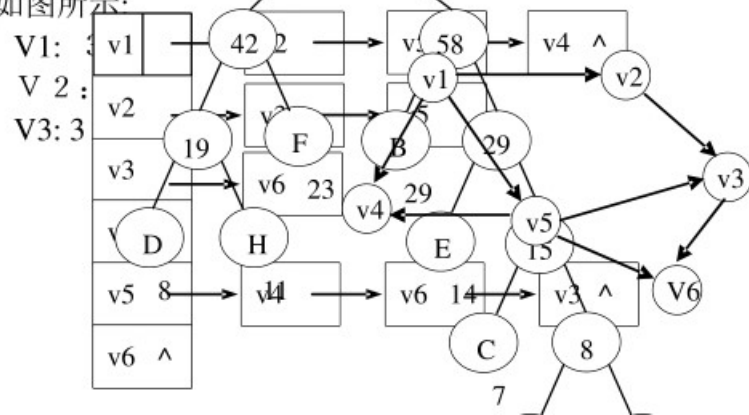 如图所示:
V1: 3 v1 42 2 58 v4 ^
v1 v2
V 2 : v2 5
V3: 3 19 F B 29
v3 v6 23 v4 29 v3
D H E v5
15
v5 8 v4 11 v6 14 v3 ^ V6
v6 ^ C 8
7